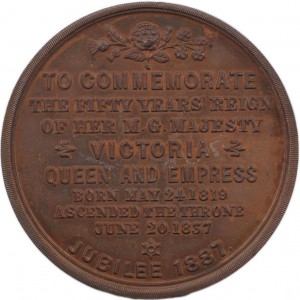 TO COMMEMORATE
THE FIFTY YEARS' REIGN
OF HER M.G. MAJESTY
VICTORIA
QUEEN AND EMPRESS
BORN MAY 24 1819
ASCENDED THE THRONE
JUNE 20.1837
JUBILEE 1887.